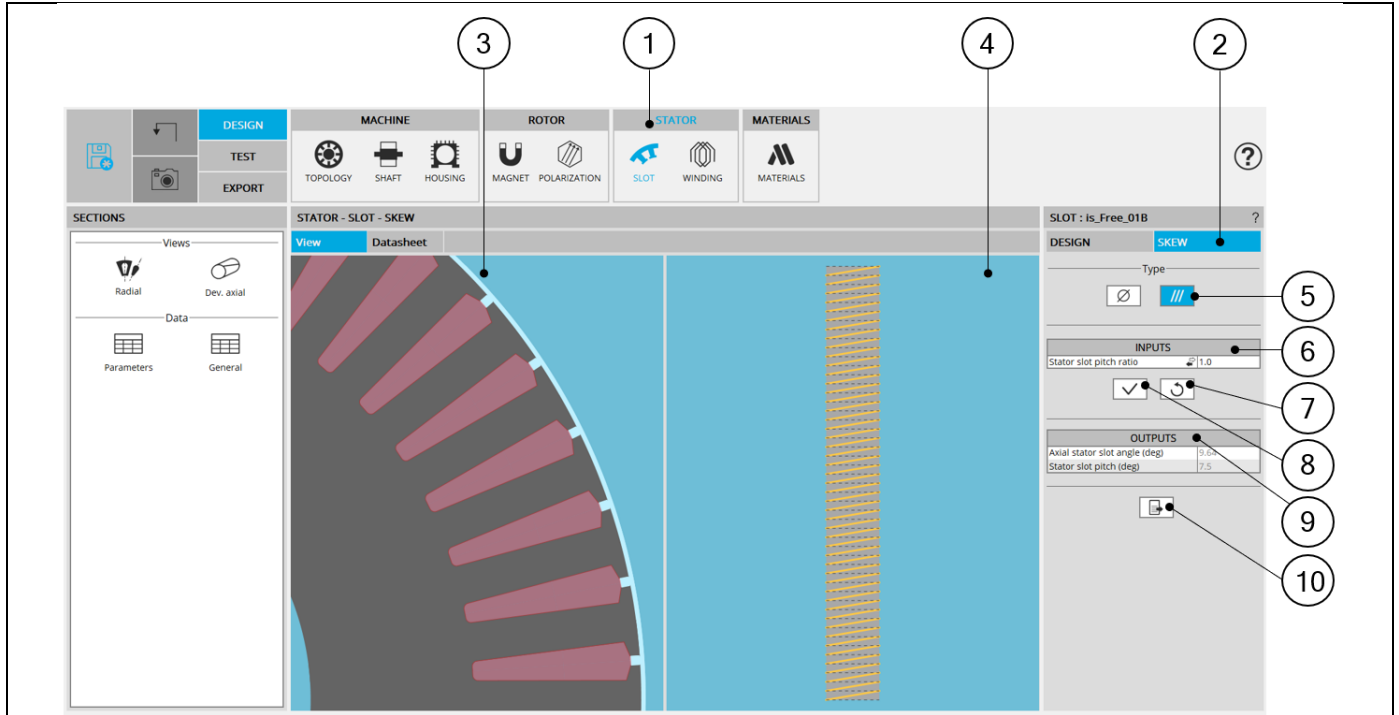 3
1
4
2
DESIGN
TEST
EXPORT
MACHINE
TOPOLOGY
SHAFT
HOUSING
ROTOR
MAGNET
POLARIZATION
STATOR
SLOT
WINDING
MATERIALS
MATERIALS
?
SECTIONS
Views
Radial
Dev. axial
Data
Parameters
General
STATOR - SLOT - SKEW
View
Datasheet
SLOT : is_Free_01B
?
DESIGN
SKEW
Type
5
INPUTS
6
Stator slot pitch ratio
1.0
7
OUTPUTS
8
Axial stator slot angle (deg)
9.64
Stator slot pitch (deg)
7.5
9
10